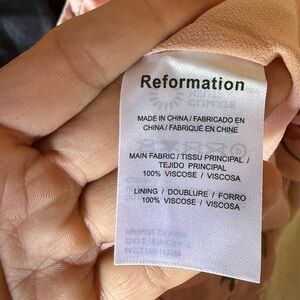 Reformation
MADE IN CHINA / FABRICADO EN
CHINA / FABRIQUE EN CHINE
MAIN FABRIC / TISSU PRINCIPAL /
TEJIDO PRINCIPAL
100% VISCOSE / VISCOSA
LINING / DOUBLURE / FORRO
100% VISCOSE / VISCOSA